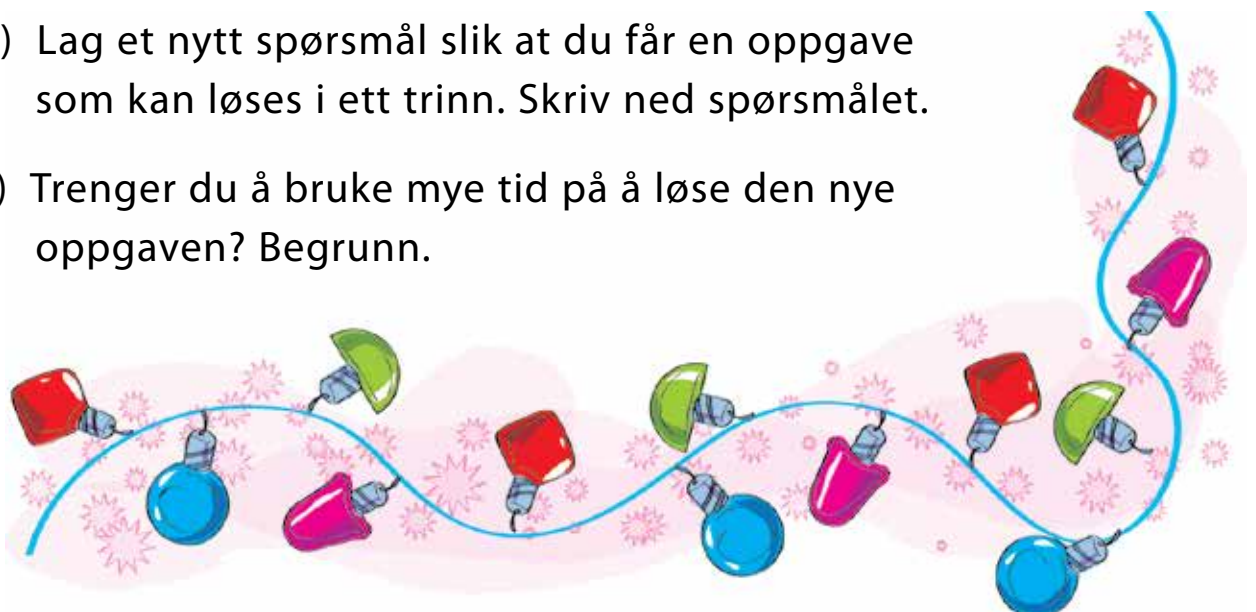 ) Lag et nytt spørsmål slik at du får en oppgave
som kan løses i ett trinn. Skriv ned spørsmålet.
) Trenger du å bruke mye tid på å løse den nye
oppgaven? Begrunn.